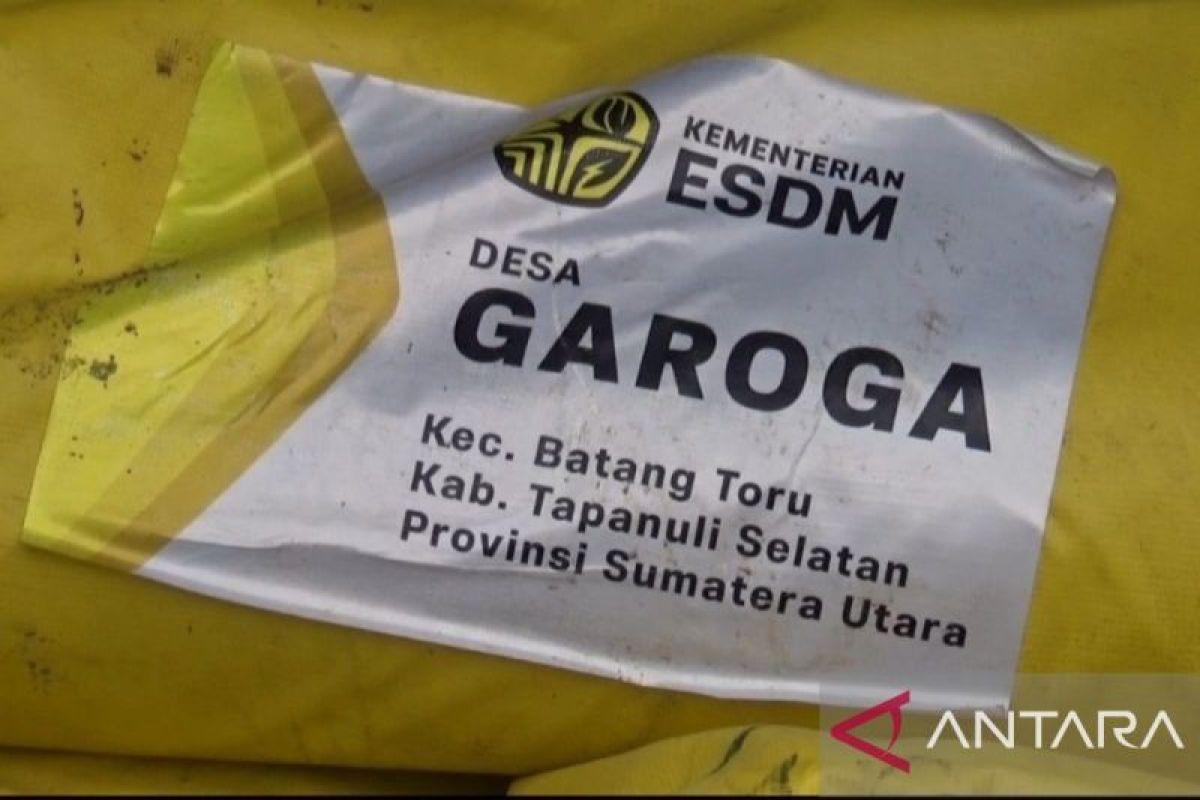 KEMENTERIAN
ESDM
DESA
GAROGA
Kec. Batang Toru
Kab. Tapanuli Selatan
Provinsi Sumatera Utara
ANTARA